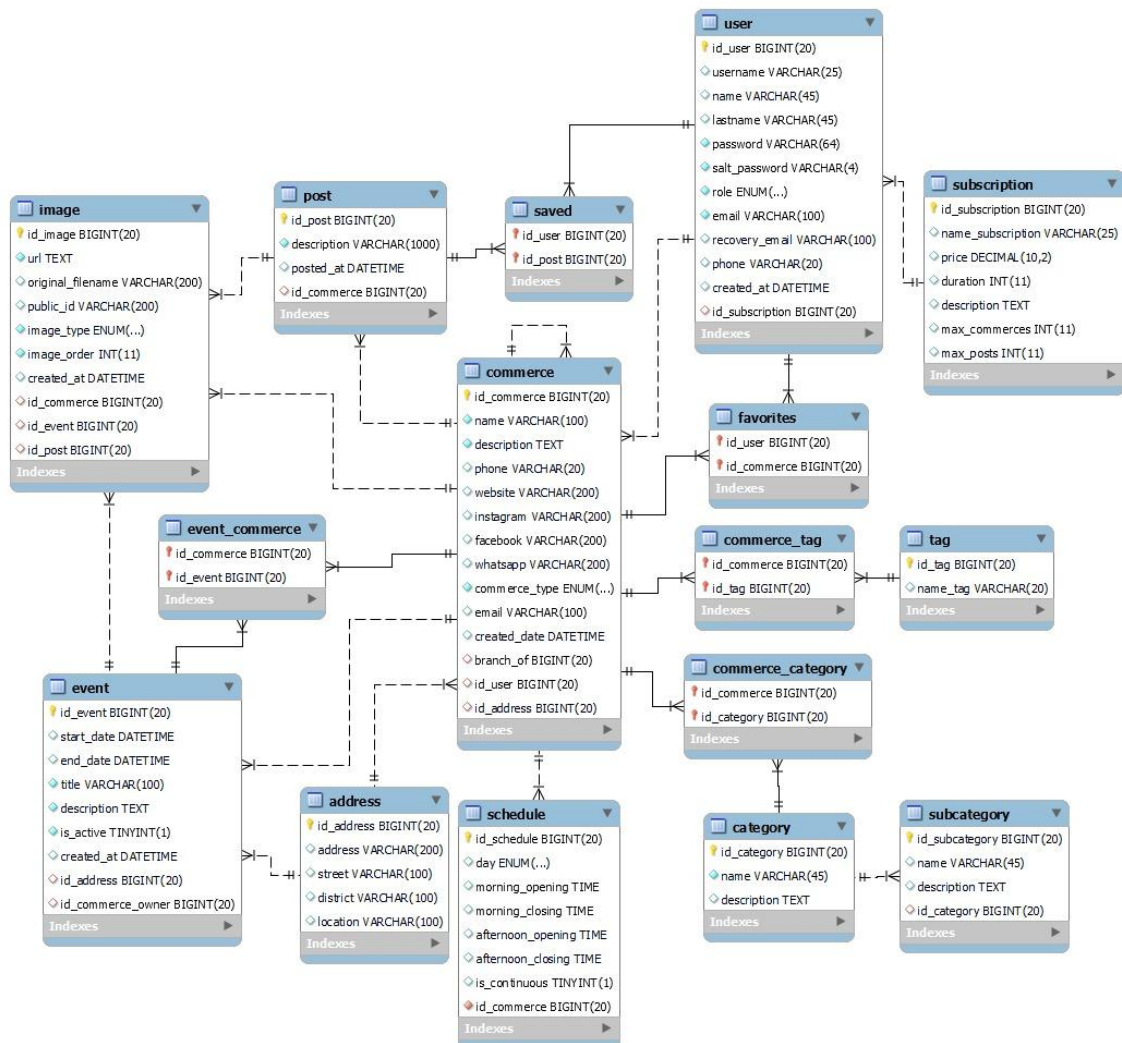 user
id_user BIGINT(20)
username VARCHAR(25)
name VARCHAR(45)
lastname VARCHAR(45)
password VARCHAR(64)
salt_password VARCHAR(4)
role ENUM(...)
email VARCHAR(100)
recovery_email VARCHAR(100)
phone VARCHAR(20)
created_at DATETIME
id_subscription BIGINT(20)
Indexes
subscription
id_subscription BIGINT(20)
name_subscription VARCHAR(25)
price DECIMAL(10,2)
duration INT(11)
description TEXT
max_commerces INT(11)
max_posts INT(11)
Indexes
post
id_post BIGINT(20)
description VARCHAR(1000)
posted_at DATETIME
id_commerce BIGINT(20)
Indexes
saved
id_user BIGINT(20)
id_post BIGINT(20)
Indexes
image
id_image BIGINT(20)
url TEXT
original_filename VARCHAR(200)
public_id VARCHAR(200)
image_type ENUM(...)
image_order INT(11)
created_at DATETIME
id_commerce BIGINT(20)
id_event BIGINT(20)
id_post BIGINT(20)
Indexes
commerce
id_commerce BIGINT(20)
name VARCHAR(100)
description TEXT
phone VARCHAR(20)
website VARCHAR(200)
instagram VARCHAR(200)
facebook VARCHAR(200)
whatsapp VARCHAR(200)
commerce_type ENUM(...)
email VARCHAR(100)
created_date DATETIME
branch_of BIGINT(20)
id_user BIGINT(20)
id_address BIGINT(20)
Indexes
favorites
id_user BIGINT(20)
id_commerce BIGINT(20)
Indexes
event_commerce
id_commerce BIGINT(20)
id_event BIGINT(20)
Indexes
commerce_tag
id_commerce BIGINT(20)
id_tag BIGINT(20)
Indexes
tag
id_tag BIGINT(20)
name_tag VARCHAR(20)
Indexes
commerce_category
id_commerce BIGINT(20)
id_category BIGINT(20)
Indexes
event
id_event BIGINT(20)
start_date DATETIME
end_date DATETIME
title VARCHAR(100)
description TEXT
is_active TINYINT(1)
created_at DATETIME
id_address BIGINT(20)
id_commerce_owner BIGINT(20)
Indexes
address
id_address BIGINT(20)
address VARCHAR(200)
street VARCHAR(100)
district VARCHAR(100)
location VARCHAR(100)
Indexes
schedule
id_schedule BIGINT(20)
day ENUM(...)
morning_opening TIME
morning_closing TIME
afternoon_opening TIME
afternoon_closing TIME
is_continuous TINYINT(1)
id_commerce BIGINT(20)
Indexes
category
id_category BIGINT(20)
name VARCHAR(45)
description TEXT
Indexes
subcategory
id_subcategory BIGINT(20)
name VARCHAR(45)
description TEXT
id_category BIGINT(20)
Indexes